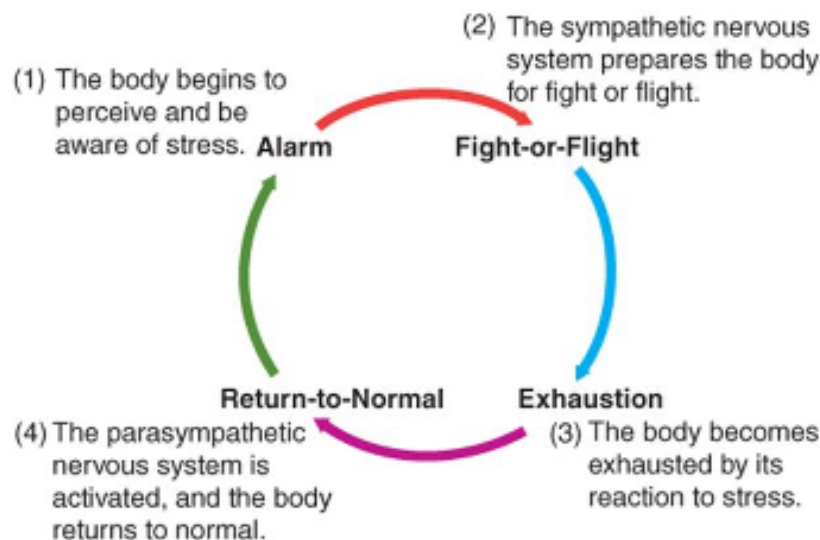 (1) The body begins to
perceive and be
aware of stress.
Alarm
(2) The sympathetic nervous
system prepares the body
for fight or flight.
Fight-or-Flight
Exhaustion
(3) The body becomes
exhausted by its
reaction to stress.
Return-to-Normal
(4) The parasympathetic
nervous system is
activated, and the body
returns to normal.